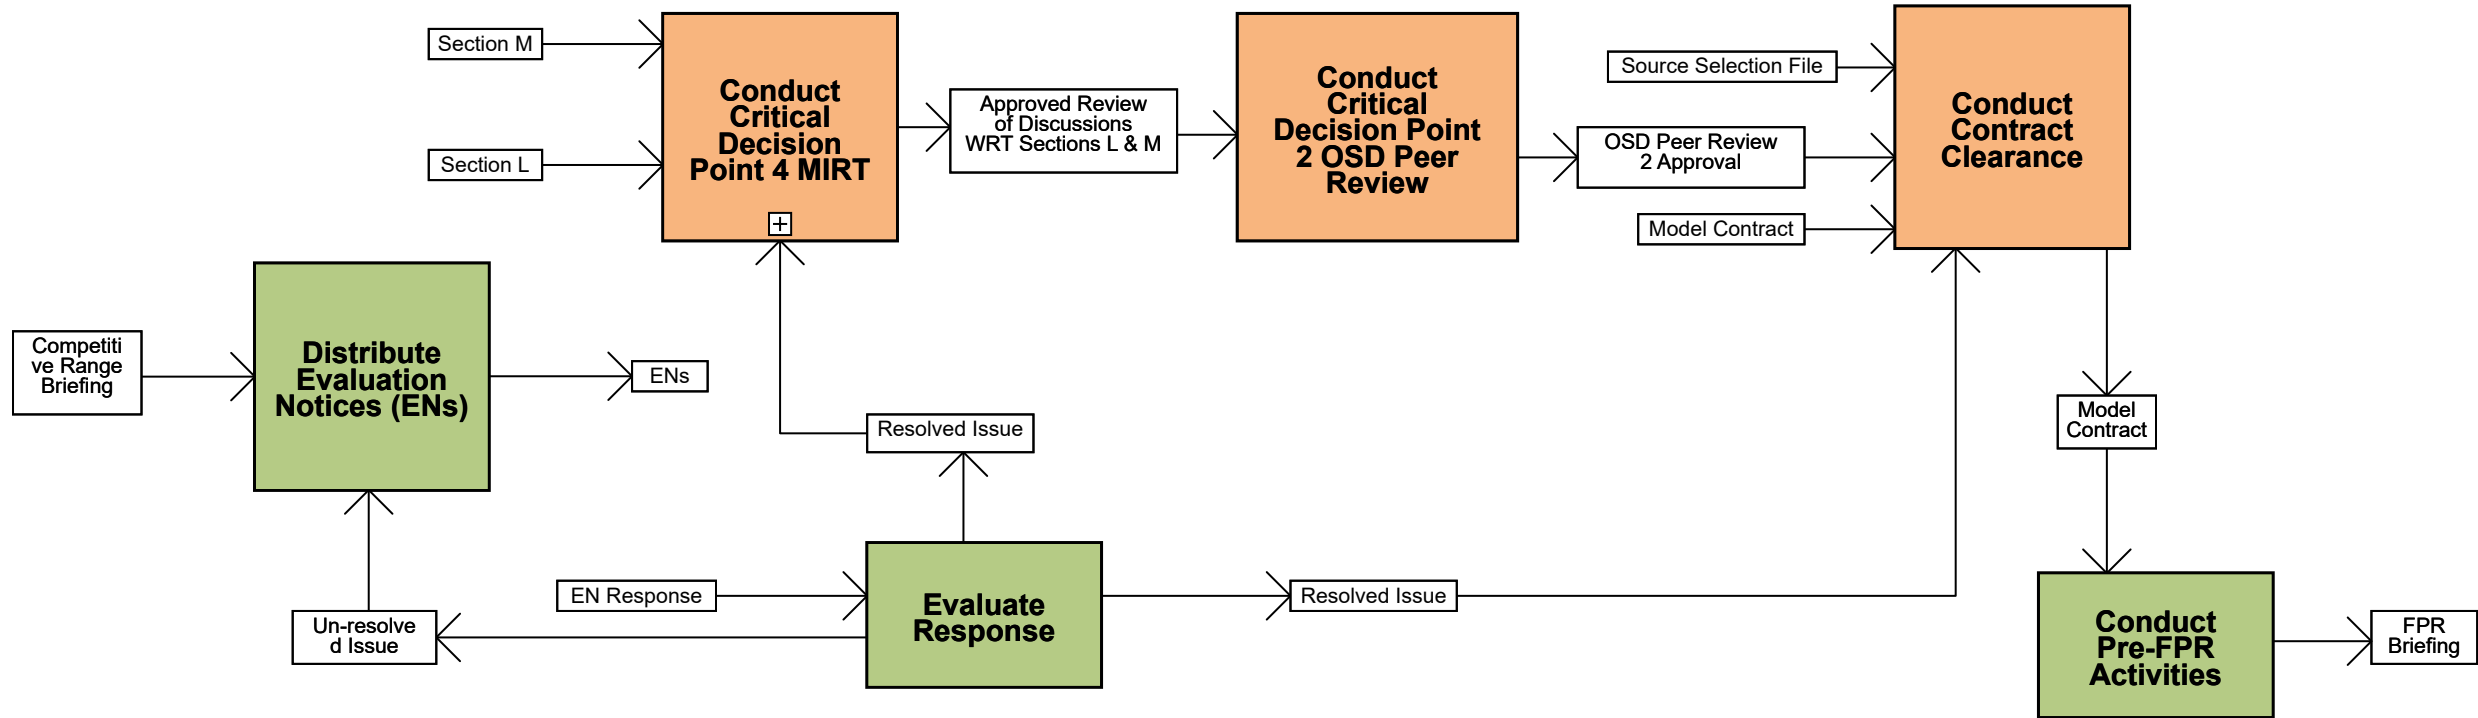 Section M
Section L
Conduct
Critical
Decision
Point 4 MIRT
Approved Review
of Discussions
WRT Sections L & M
Conduct
Critical
Decision Point
2 OSD Peer
Review
Source Selection File
OSD Peer Review
2 Approval
Model Contract
Conduct
Contract
Clearance
Competiti
ve Range
Briefing
Distribute
Evaluation
Notices (ENs)
ENs
Resolved Issue
Model
Contract
Un-resolve
d Issue
EN Response
Evaluate
Response
Resolved Issue
Conduct
Pre-FPR
Activities
FPR
Briefing